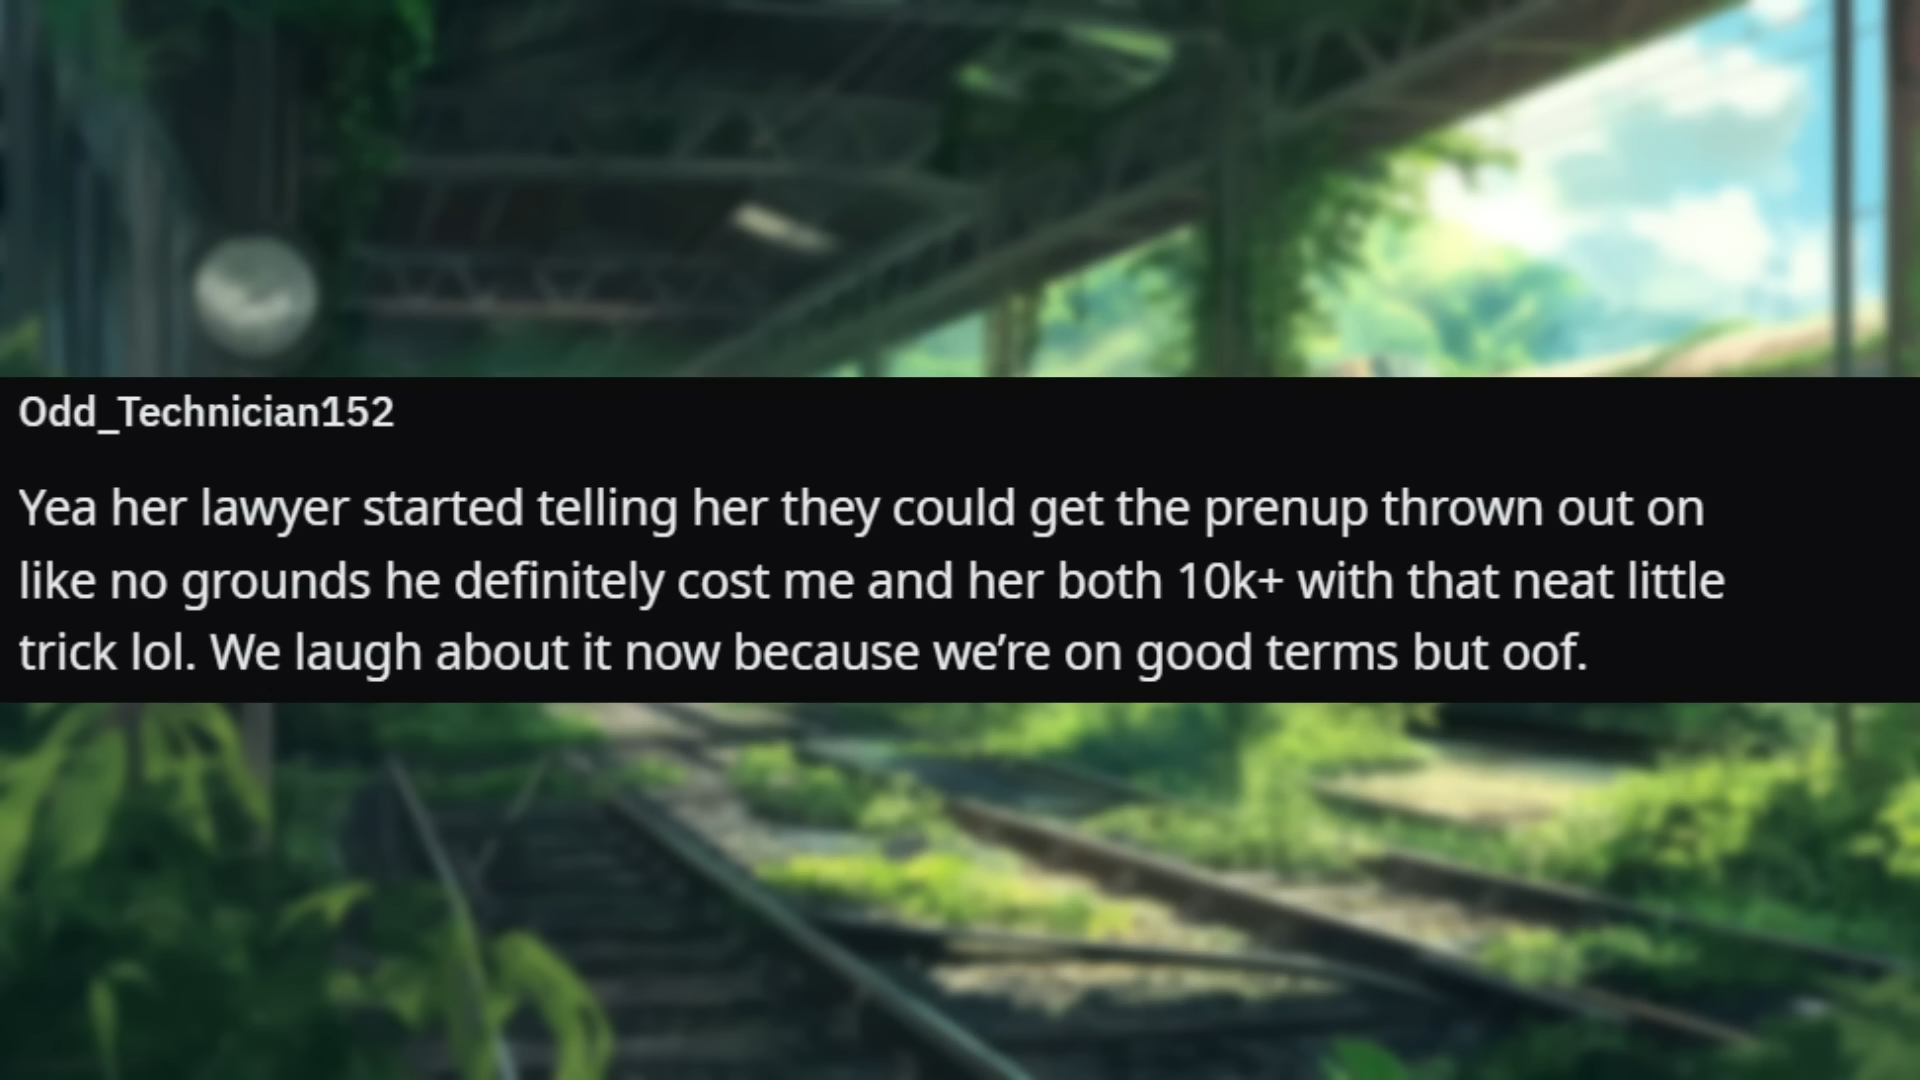 Odd_Technician152
Yea her lawyer started telling her they could get the prenup thrown out on
like no grounds he definitely cost me and her both 10k+ with that neat little
trick lol. We laugh about it now because we’re on good terms but oof.